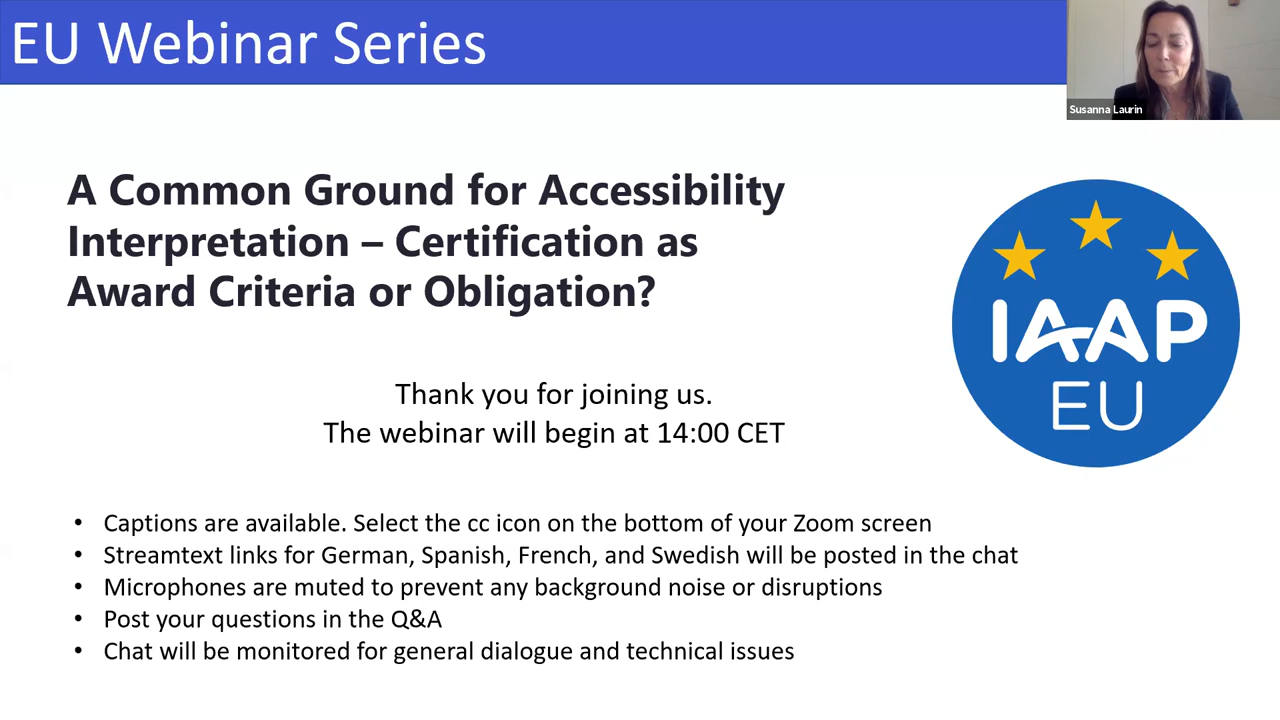 EU Webinar Series
Susanna Laurin
A Common Ground for Accessibility
Interpretation – Certification as
Award Criteria or Obligation?
IAAP
EU
Thank you for joining us.
The webinar will begin at 14:00 CET
• Captions are available. Select the cc icon on the bottom of your Zoom screen
• Streamtext links for German, Spanish, French, and Swedish will be posted in the chat
• Microphones are muted to prevent any background noise or disruptions
• Post your questions in the Q&A
• Chat will be monitored for general dialogue and technical issues